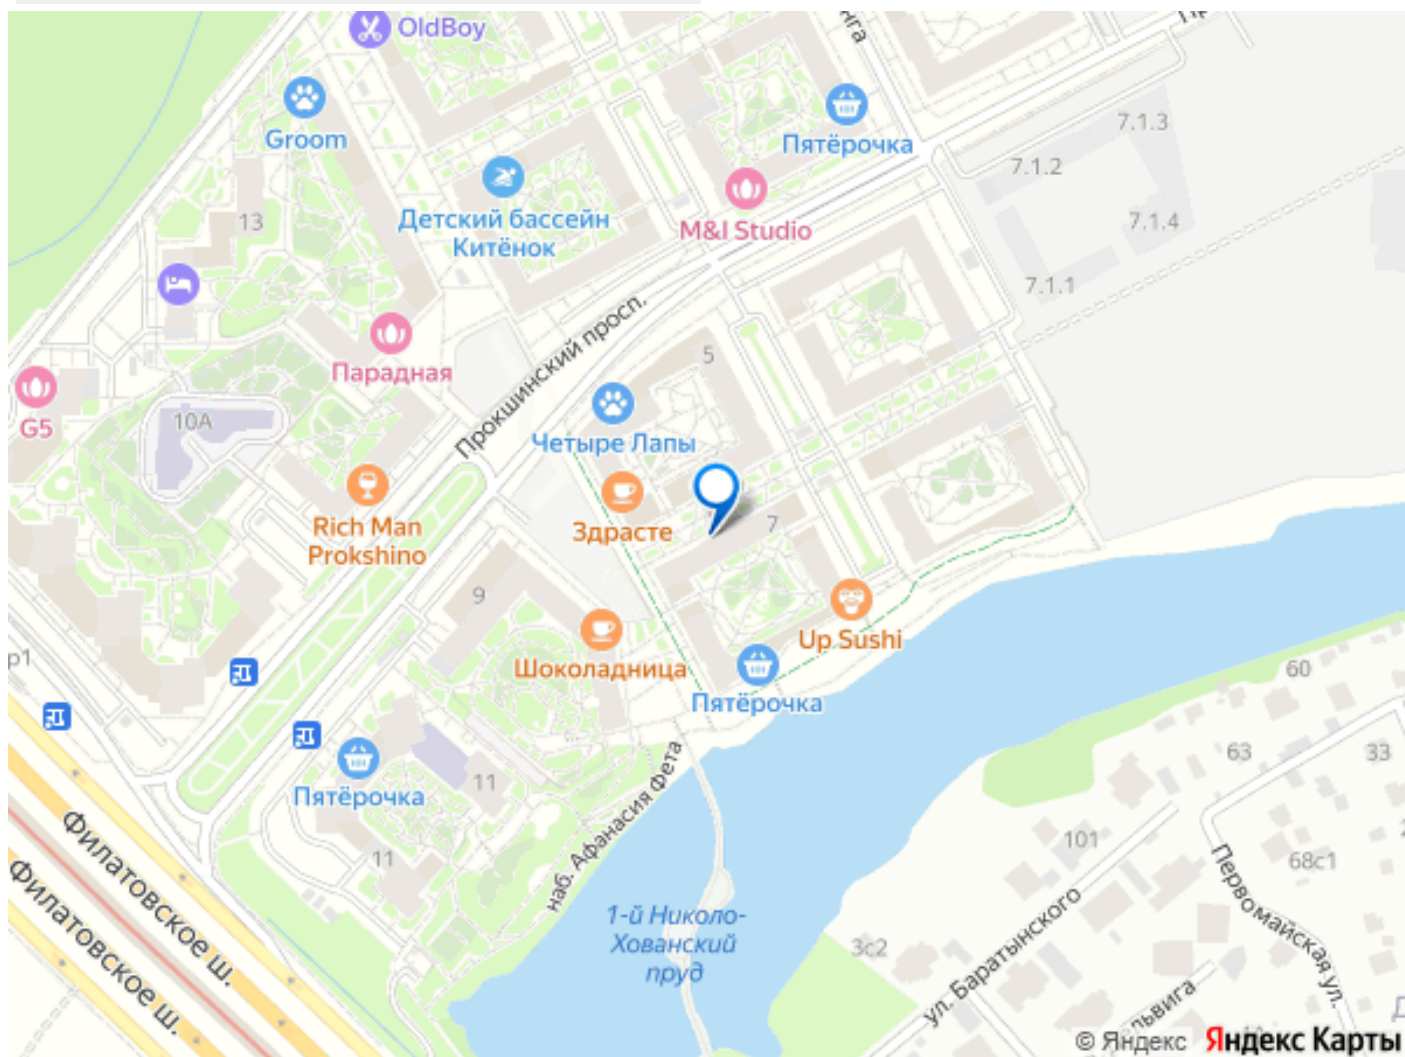 OldBoy
Groom
Пятёрочка
7.1.3
7.1.2
7.1.4
7.1.1
Детский бассейн
Китёнок
M&I Studio
13
Парадная
G5
10А
Прокшинский просп.
5
Четыре Лапы
Rich Man
Prokshino
Здрасте
7
9
Up Sushi
Шоколадница
Пятёрочка
Пятёрочка
11
11
наб. Афанасия Фета
Филатовское ш.
Филатовское ш.
1-й Николо-
Хованский
пруд
60
63
33
101
68с1
3с2
ул. Баратынского
Первомайская ул.
© Яндекс Яндекс Карты